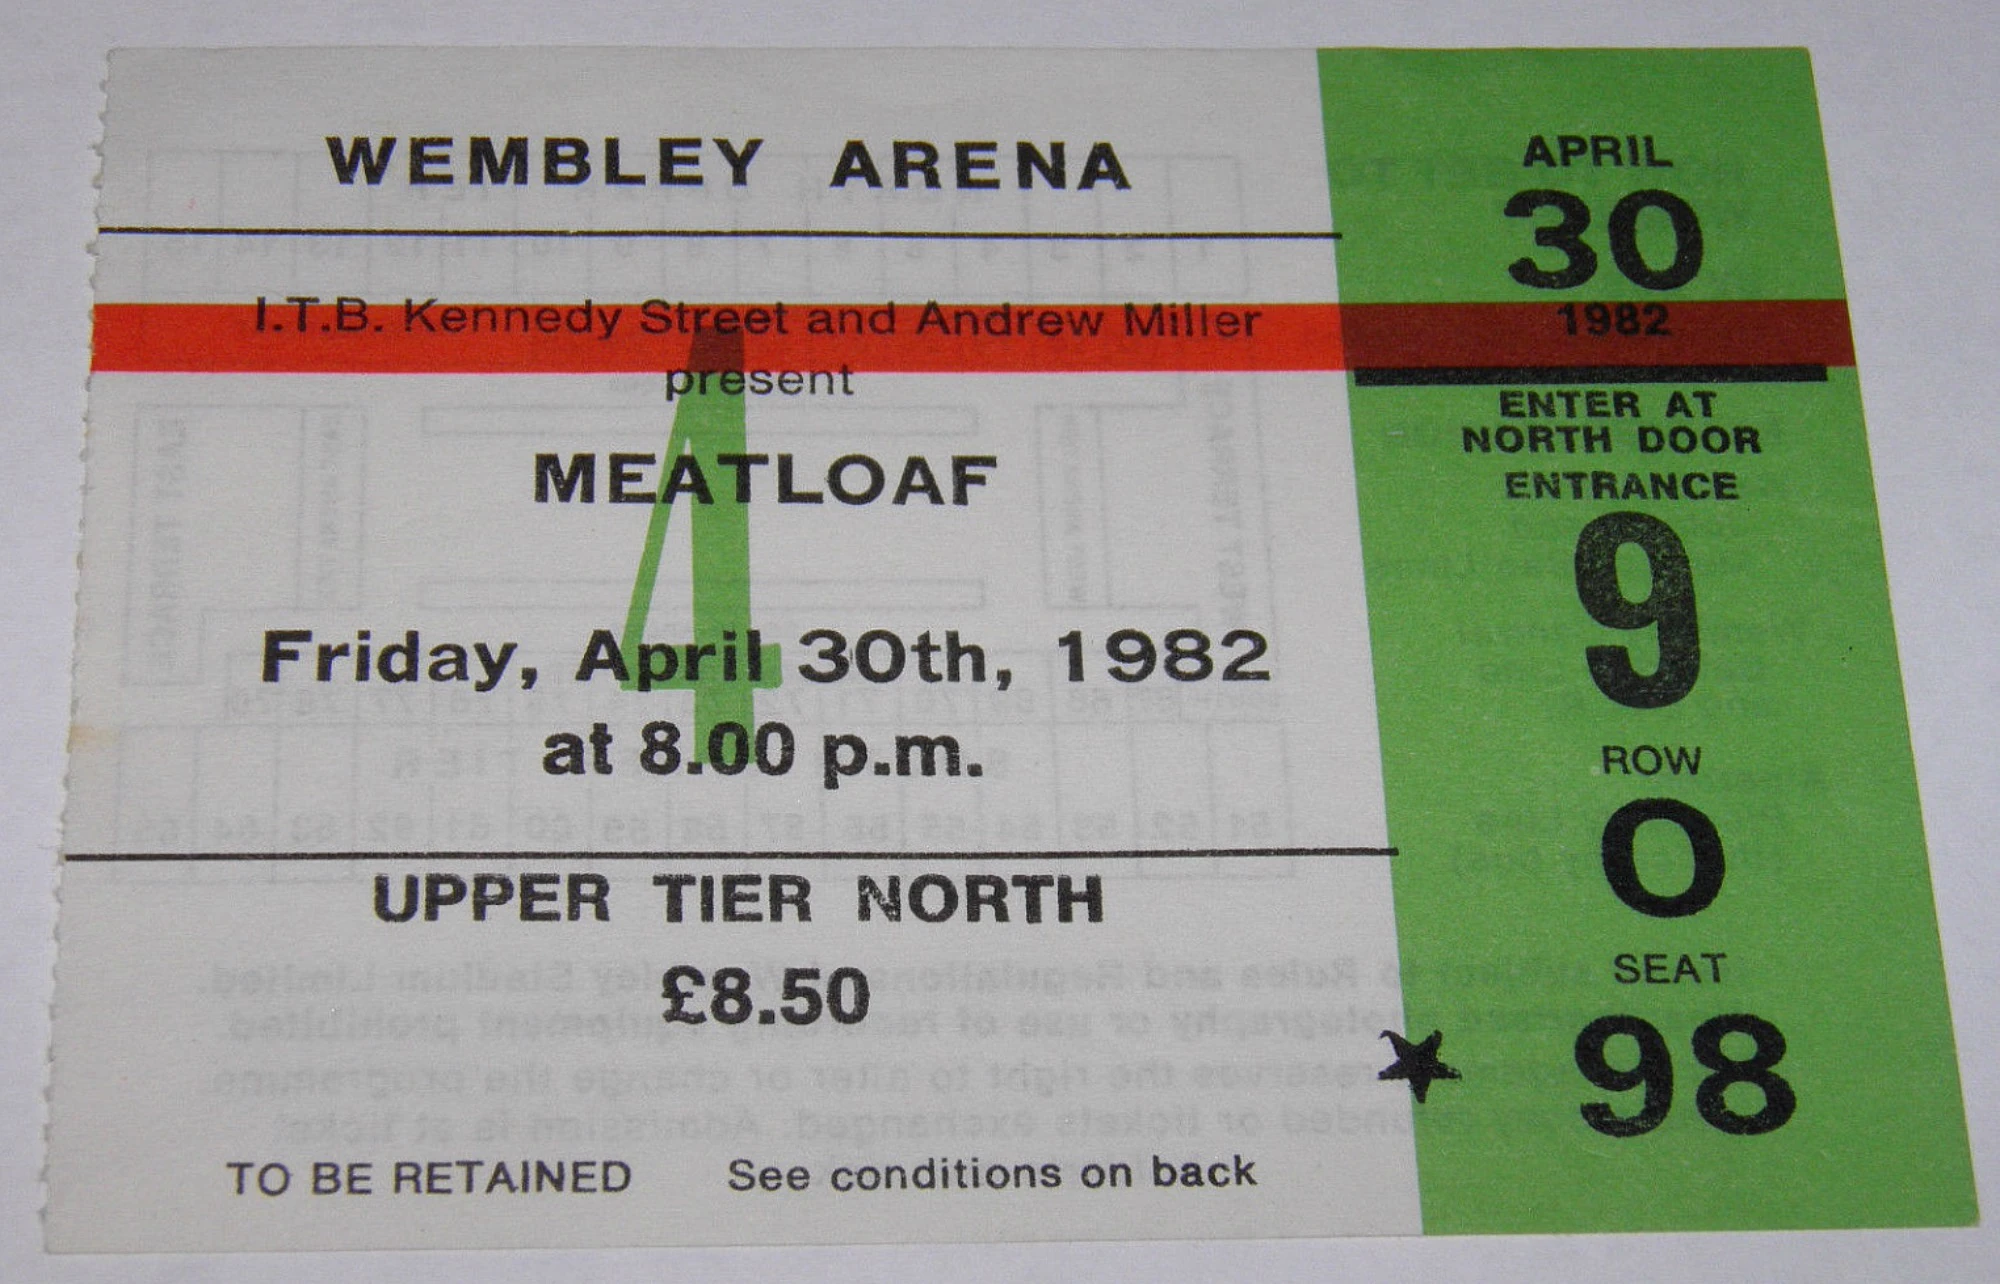 WEMBLEY ARENA
I.T.B. Kennedy Street and Andrew Miller
present
MEATLOAF
4
Friday, April 30th, 1982
at 8.00 p.m.
UPPER TIER NORTH
£8.50
TO BE RETAINED See conditions on back
APRIL
30
1982
ENTER AT
NORTH DOOR
ENTRANCE
9
ROW
O
SEAT
98